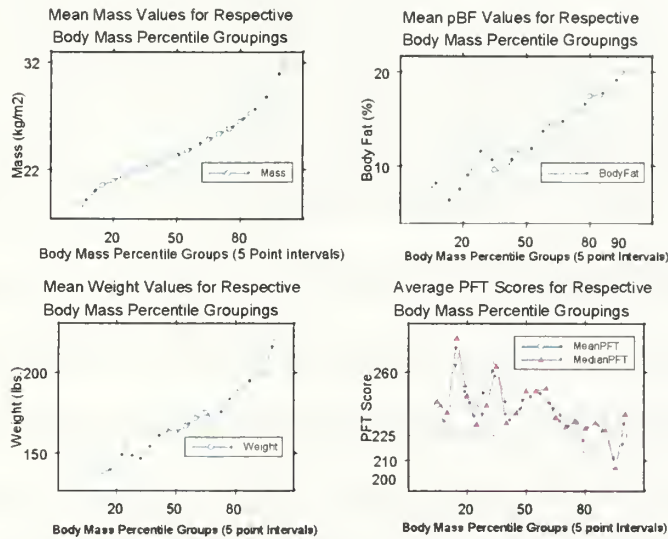 Mean Mass Values for Respective
Body Mass Percentile Groupings
32
22
Mass (kg/m2)
Mass
20
80
Body Mass Percentile Groups (5 Point Intervals)
Mean pBF Values for Respective
Body Mass Percentile Groupings
20
10
Body Fat (%)
BodyFat
20
80
90
Body Mass Percentile Groups (5 point Intervals)
Mean Weight Values for Respective
Body Mass Percentile Groupings
200
150
Weight (lbs.)
Weight
20
80
Body Mass Percentile Groups (5 point Intervals)
Average PFT Scores for Respective
Body Mass Percentile Groupings
MeanPFT
MedianPFT
260
225
210
200
PFT Score
20
80
Body Mass Percentile Groups (5 point Intervals)